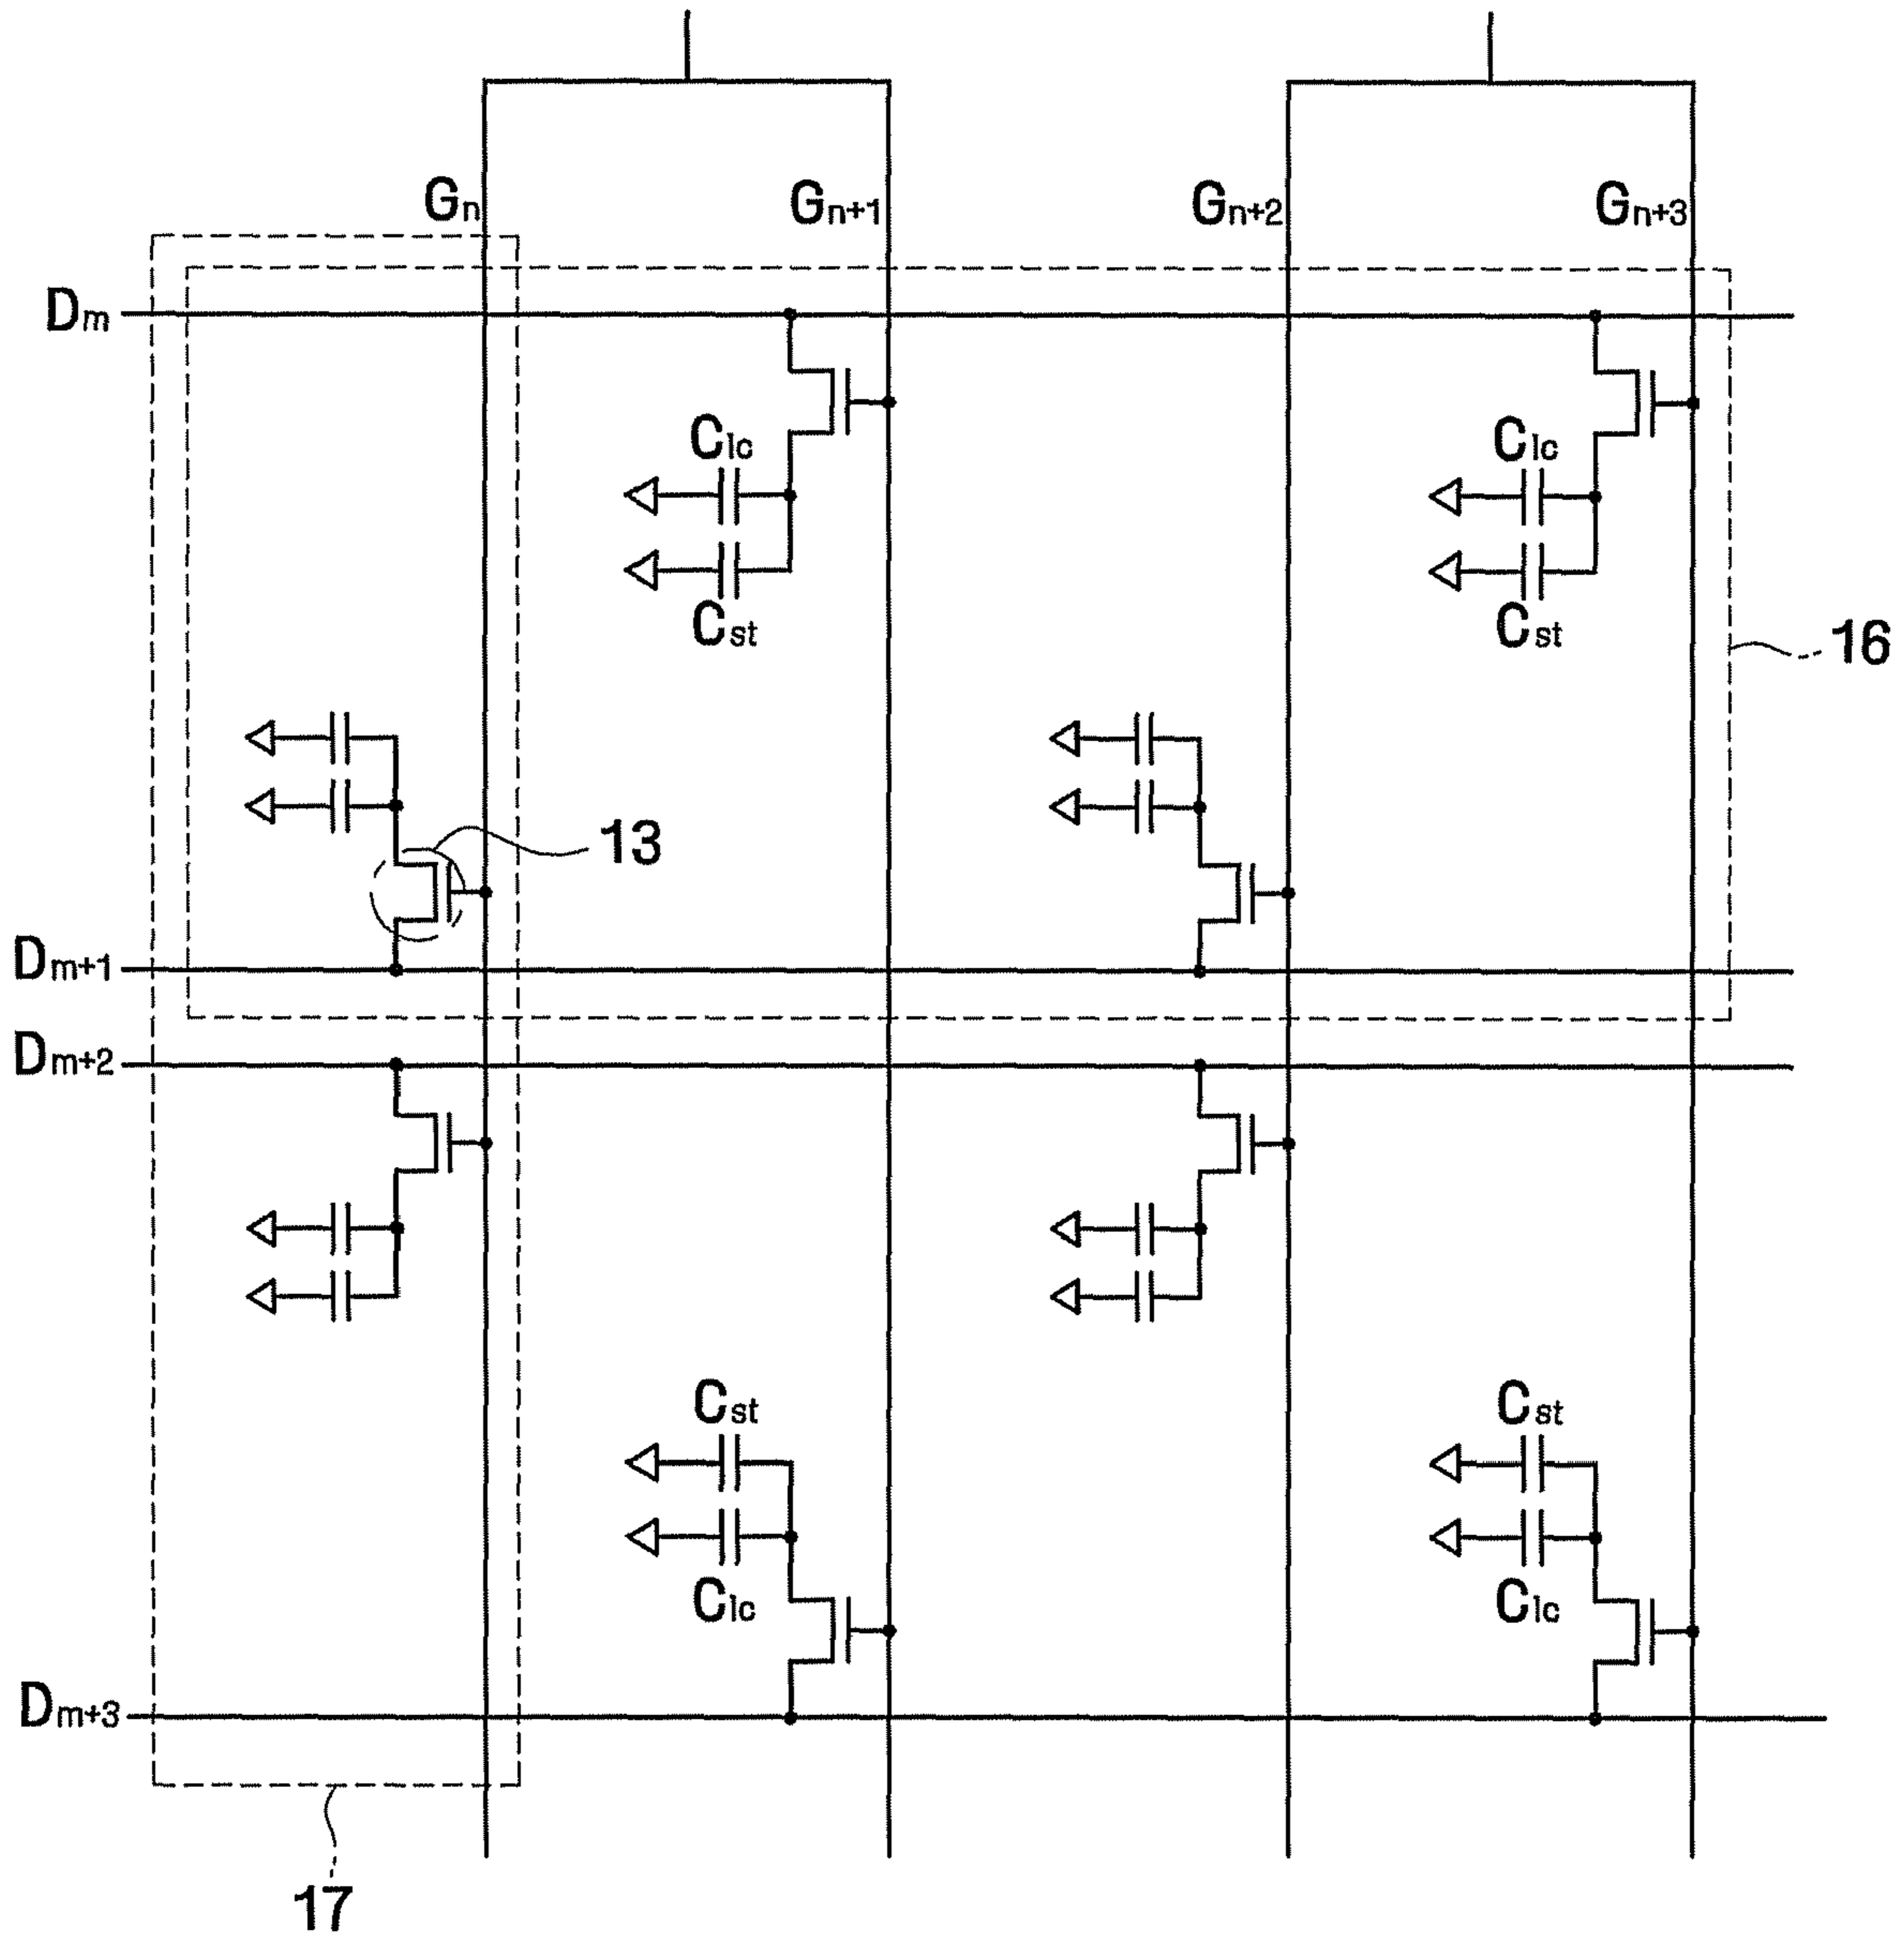 Gn
Gn+1
Gn+2
Gn+3
Dm
Clc
Clc
Cst
Cst
16
13
Dm+1
Dm+2
Cst
Cst
Clc
Clc
Dm+3
17